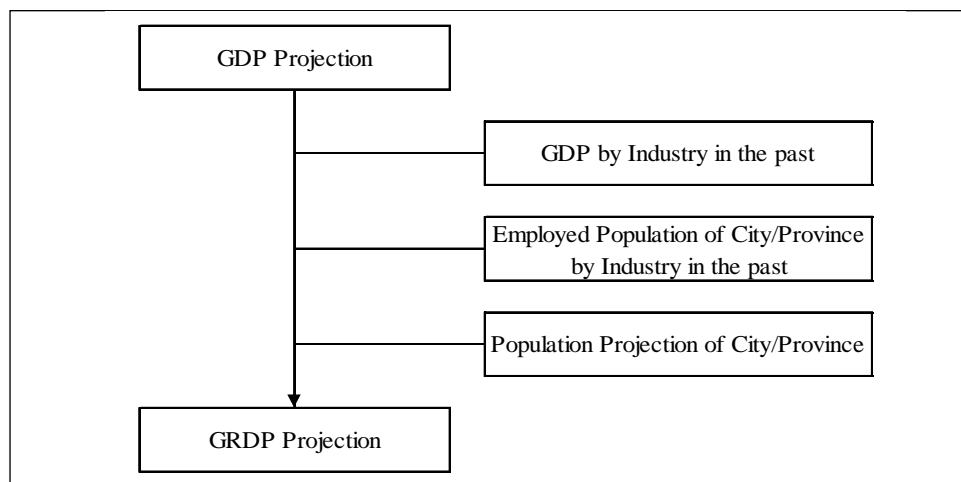 GDP Projection
GDP by Industry in the past
Employed Population of City/Province
by Industry in the past
Population Projection of City/Province
GRDP Projection